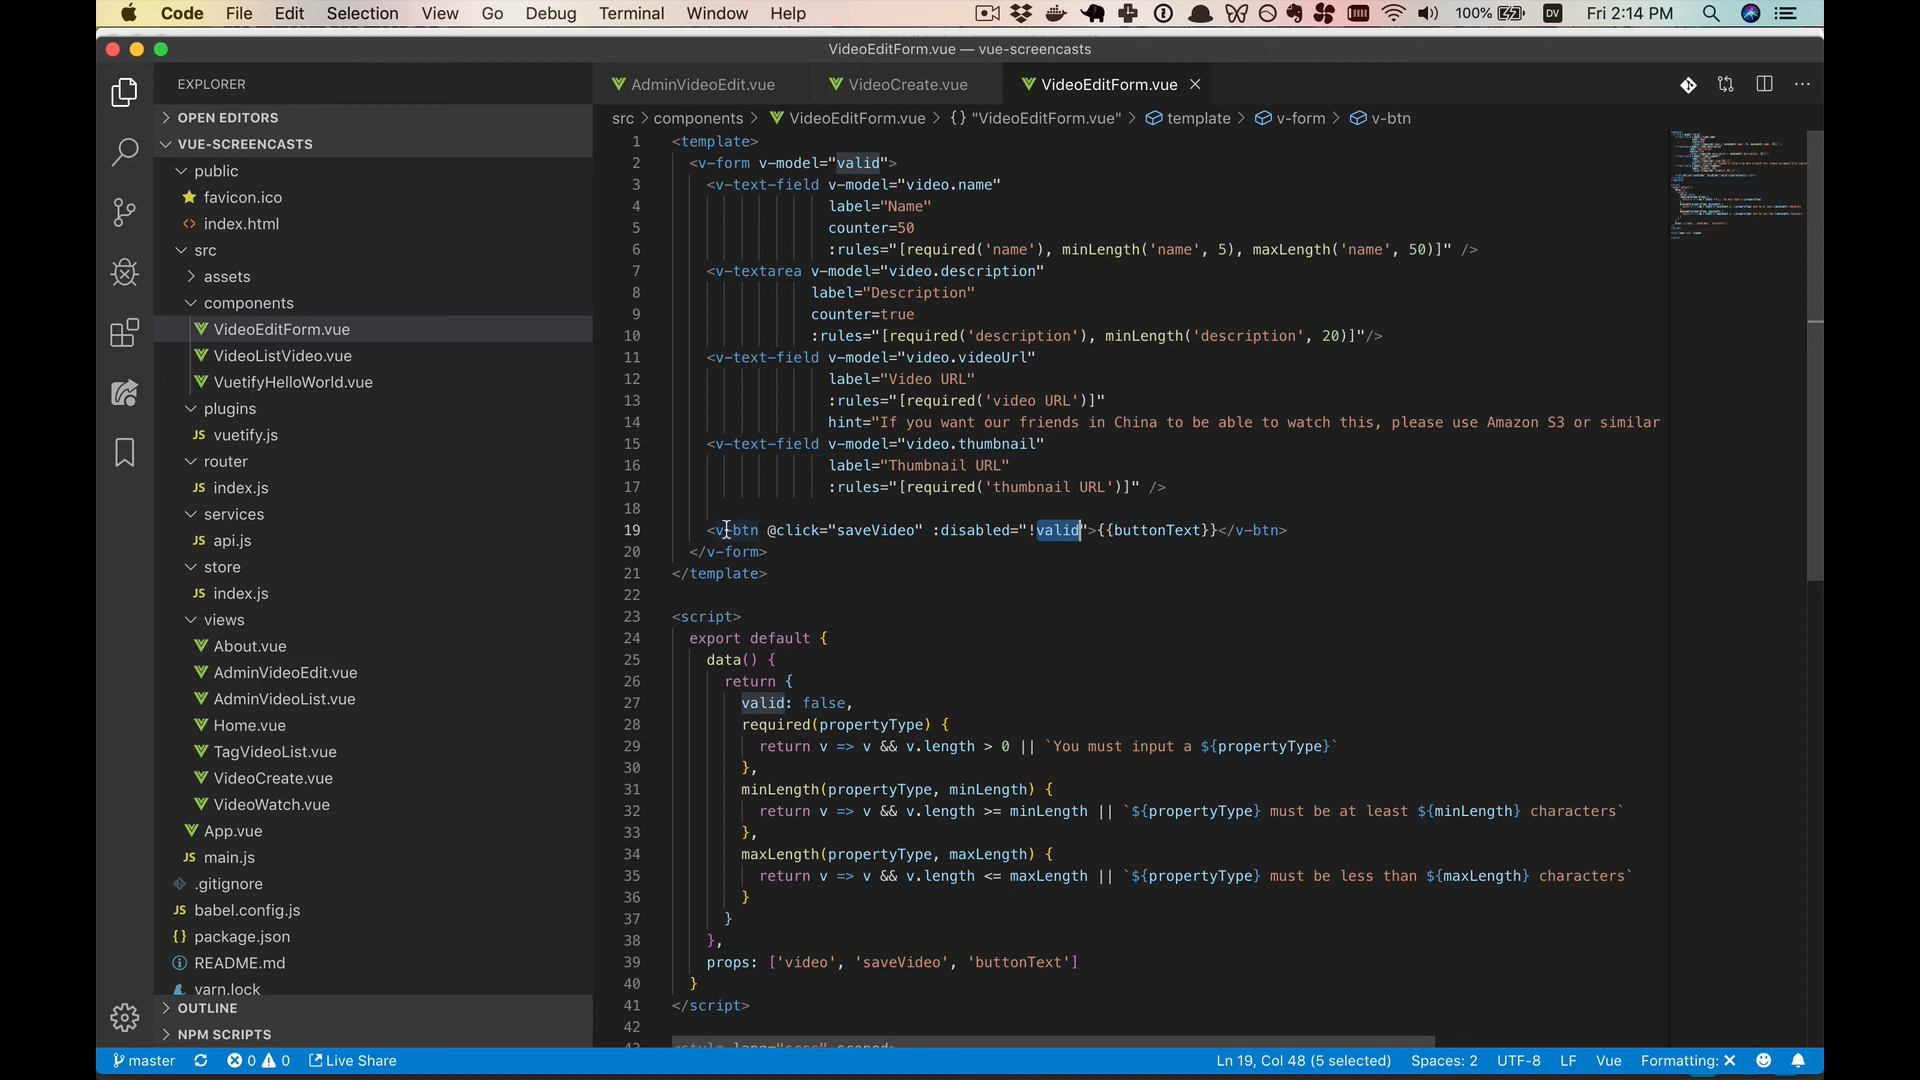 Code File Edit Selection View Go Debug Terminal Window Help 100% DV Fri 2:14 PM
VideoEditForm.vue — vue-screencasts
EXPLORER
OPEN EDITORS
VUE-SCREENCASTS
public
favicon.ico
<> index.html
src
assets
components
VideoEditForm.vue
VideoListVideo.vue
VuetifyHelloWorld.vue
plugins
JS vuetify.js
router
JS index.js
services
JS api.js
store
JS index.js
views
About.vue
AdminVideoEdit.vue
AdminVideoList.vue
Home.vue
TagVideoList.vue
VideoCreate.vue
VideoWatch.vue
App.vue
JS main.js
.gitignore
JS babel.config.js
{} package.json
README.md
yarn.lock
OUTLINE
NPM SCRIPTS
AdminVideoEdit.vue VideoCreate.vue VideoEditForm.vue
src > components > VideoEditForm.vue > {} "VideoEditForm.vue" > template > v-form > v-btn
1 <template>
2 <v-form v-model="valid">
3 <v-text-field v-model="video.name"
4 label="Name"
5 counter=50
6 :rules="[required('name'), minLength('name', 5), maxLength('name', 50)]" />
7 <v-textarea v-model="video.description"
8 label="Description"
9 counter=true
10 :rules="[required('description'), minLength('description', 20)]"/>
11 <v-text-field v-model="video.videoUrl"
12 label="Video URL"
13 :rules="[required('video URL')]"
14 hint="If you want our friends in China to be able to watch this, please use Amazon S3 or similar
15 <v-text-field v-model="video.thumbnail"
16 label="Thumbnail URL"
17 :rules="[required('thumbnail URL')]" />
18
19 <v-btn @click="saveVideo" :disabled="!valid">{{buttonText}}</v-btn>
20 </v-form>
21 </template>
22
23 <script>
24 export default {
25 data() {
26 return {
27 valid: false,
28 required(propertyType) {
29 return v => v && v.length > 0 || `You must input a ${propertyType}`
30 },
31 minLength(propertyType, minLength) {
32 return v => v && v.length >= minLength || `${propertyType} must be at least ${minLength} characters`
33 },
34 maxLength(propertyType, maxLength) {
35 return v => v && v.length <= maxLength || `${propertyType} must be less than ${maxLength} characters`
36 }
37 }
38 },
39 props: ['video', 'saveVideo', 'buttonText']
40 }
41 </script>
42
43 <style lang="scss" scoped>
master 0 0 Live Share Ln 19, Col 48 (5 selected) Spaces: 2 UTF-8 LF Vue Formatting: ×